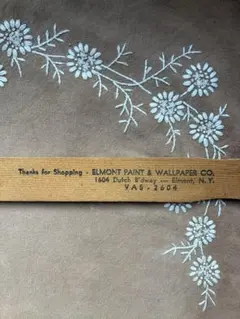 Thanks for Shopping - ELMONT PAINT & WALLPAPER CO.
1604 Dutch B'dway — Elmont, N. Y.
VA5-2604